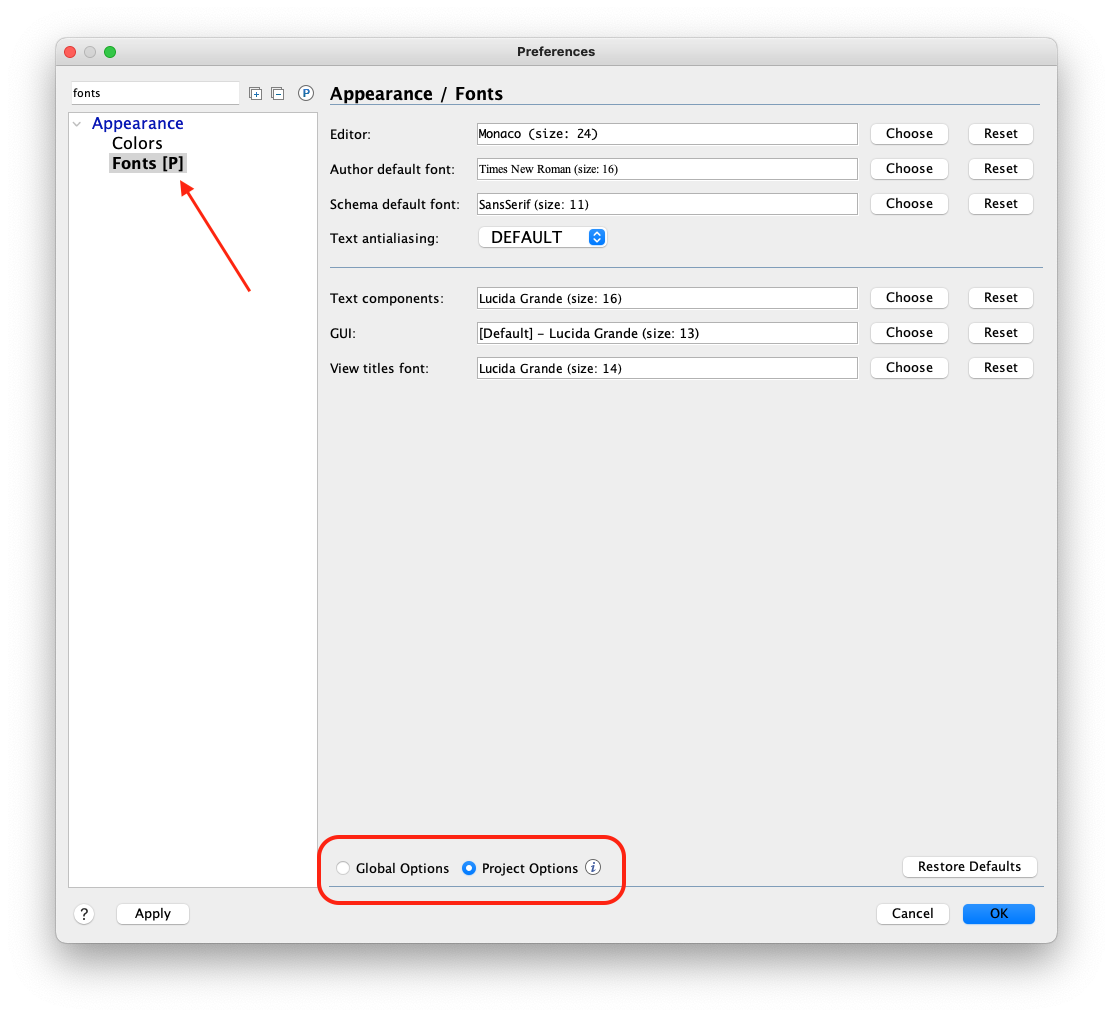 Preferences
fonts
P
Appearance / Fonts
Appearance
Colors
Fonts [P]
Editor: Monaco (size: 24) Choose Reset
Author default font: Times New Roman (size: 16) Choose Reset
Schema default font: SansSerif (size: 11) Choose Reset
Text antialiasing: DEFAULT
Text components: Lucida Grande (size: 16) Choose Reset
GUI: [Default] – Lucida Grande (size: 13) Choose Reset
View titles font: Lucida Grande (size: 14) Choose Reset
Global Options Project Options i Restore Defaults
? Apply Cancel OK